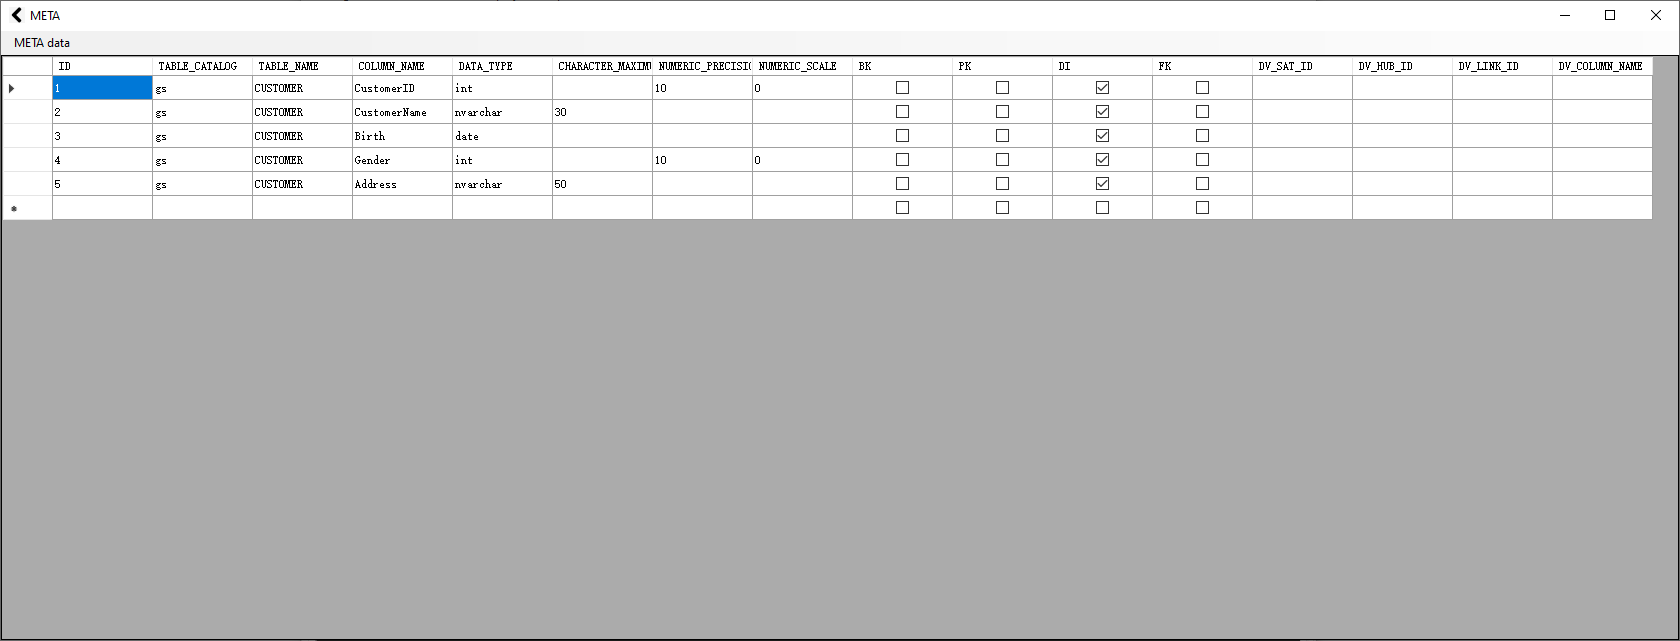 META
META data
ID TABLE_CATALOG TABLE_NAME COLUMN_NAME DATA_TYPE CHARACTER_MAXIMU NUMERIC_PRECISIO NUMERIC_SCALE BK PK DI FK DV_SAT_ID DV_HUB_ID DV_LINK_ID DV_COLUMN_NAME
1 gs CUSTOMER CustomerID int 10 0
2 gs CUSTOMER CustomerName nvarchar 30
3 gs CUSTOMER Birth date
4 gs CUSTOMER Gender int 10 0
5 gs CUSTOMER Address nvarchar 50